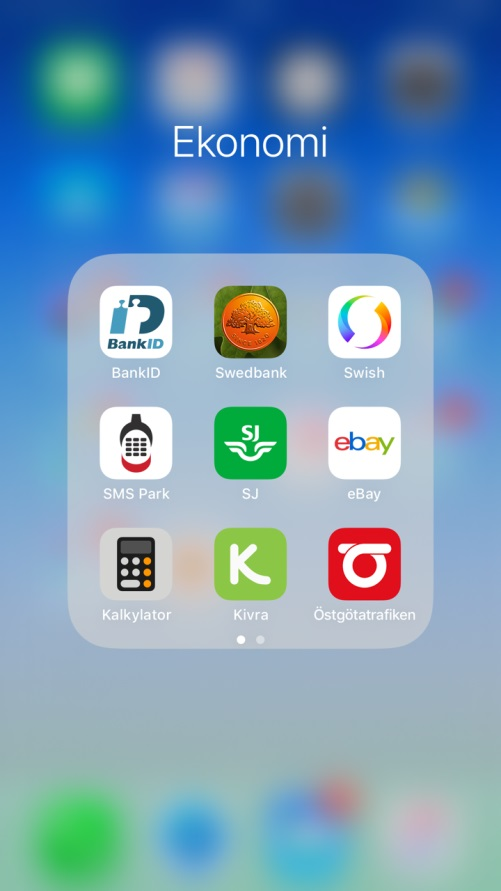 Ekonomi
BankID
BankID
Swedbank
Swish
SMS Park
SJ
SJ
ebay
eBay
Kalkylator
Kivra
Östgötatrafiken